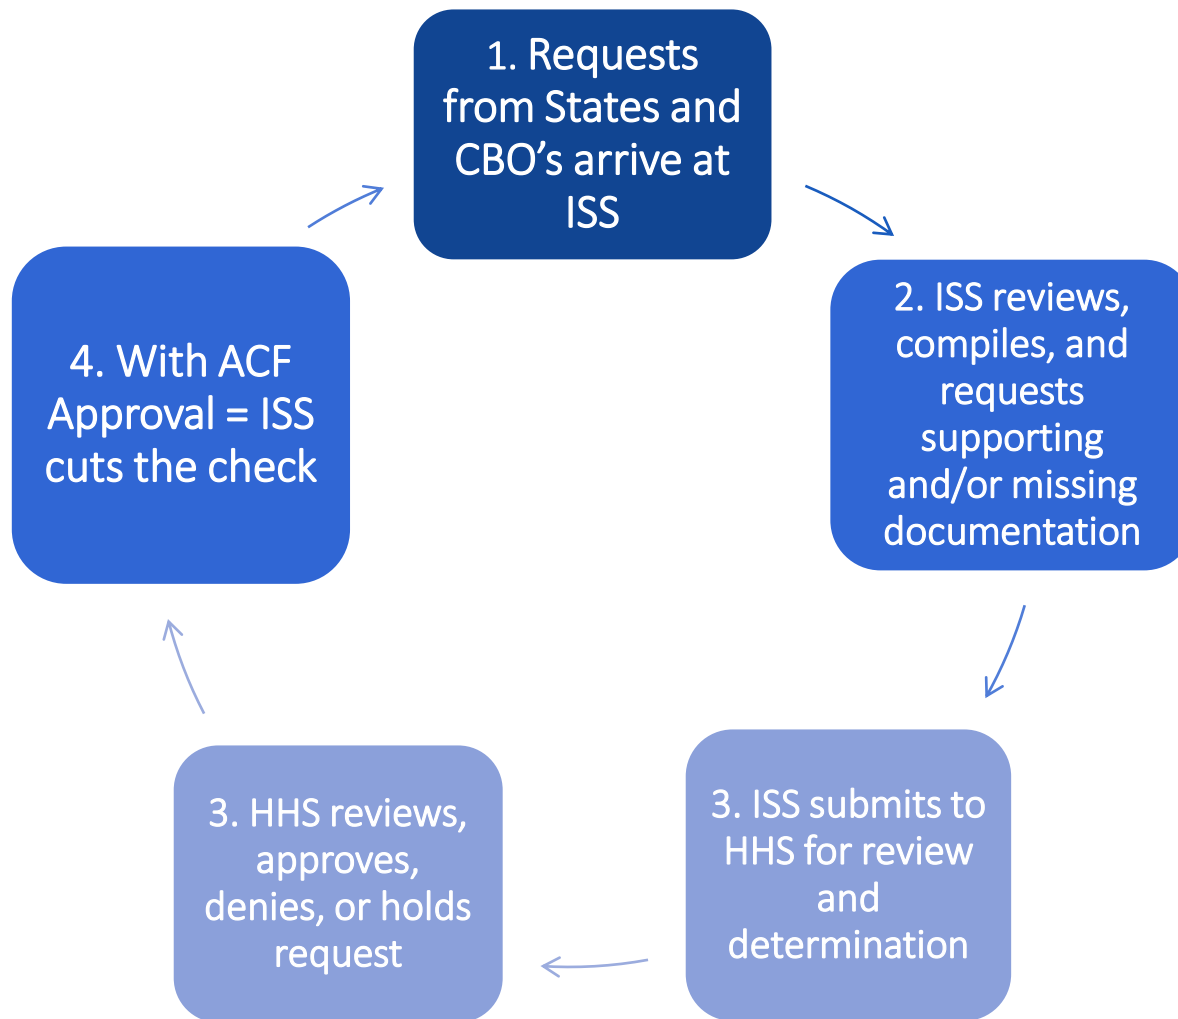 1. Requests
from States and
CBO’s arrive at
ISS
2. ISS reviews,
compiles, and
requests
supporting
and/or missing
documentation
3. ISS submits to
HHS for review
and
determination
3. HHS reviews,
approves,
denies, or holds
request
4. With ACF
Approval = ISS
cuts the check